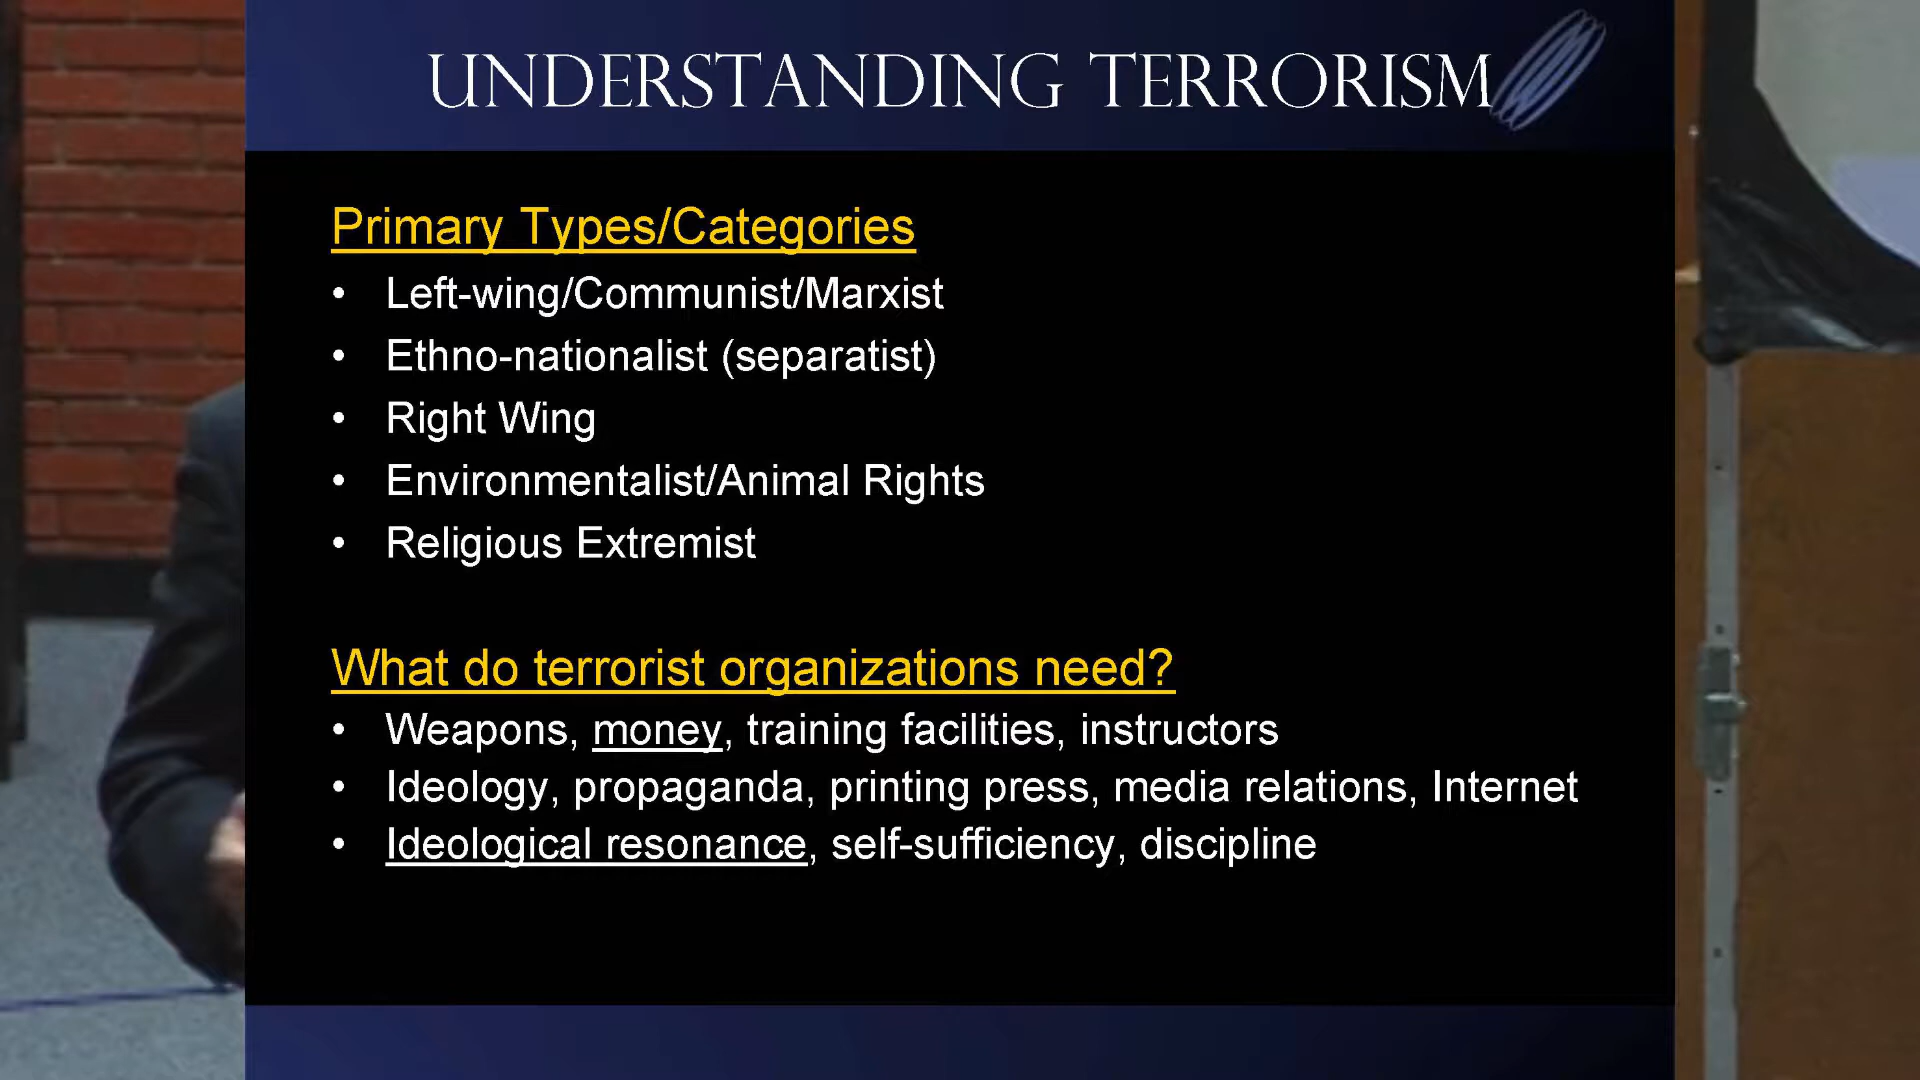 UNDERSTANDING TERRORISM
Primary Types/Categories
• Left-wing/Communist/Marxist
• Ethno-nationalist (separatist)
• Right Wing
• Environmentalist/Animal Rights
• Religious Extremist
What do terrorist organizations need?
• Weapons, money, training facilities, instructors
• Ideology, propaganda, printing press, media relations, Internet
• Ideological resonance, self-sufficiency, discipline